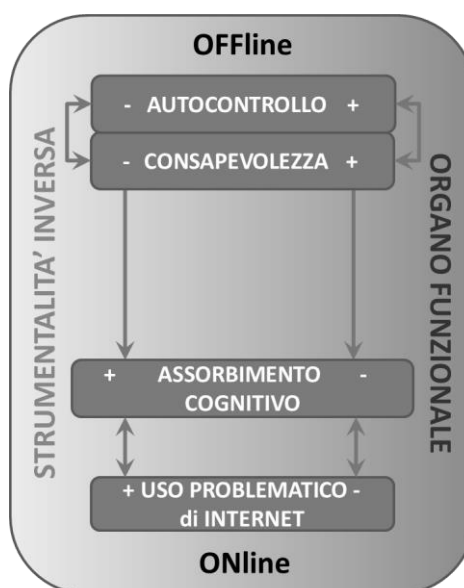 OFFline
- AUTOCONTROLLO +
- CONSAPEVOLEZZA +
STRUMENTALITA' INVERSA
ORGANO FUNZIONALE
+ ASSORBIMENTO -
COGNITIVO
+ USO PROBLEMATICO -
di INTERNET
ONline